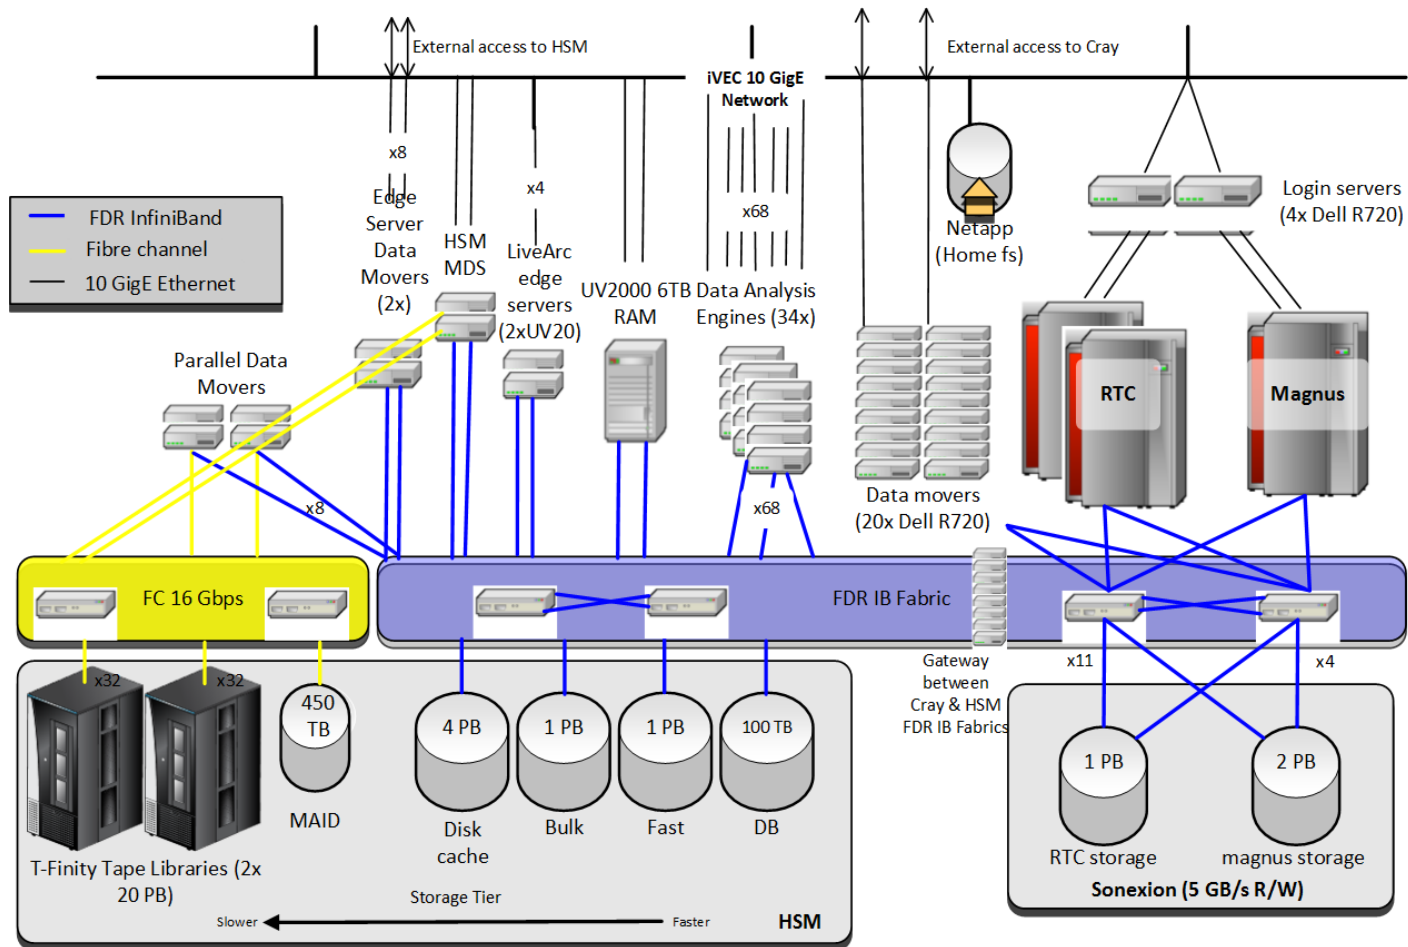 External access to HSM
External access to Cray
iVEC 10 GigE
Network
x8
x4
x68
FDR InfiniBand
Fibre channel
10 GigE Ethernet
Edge
Server
Data
Movers
(2x)
HSM
MDS
LiveArc
edge
servers
(2xUV20)
UV2000 6TB
RAM
Data Analysis
Engines (34x)
Netapp
(Home fs)
Login servers
(4x Dell R720)
Parallel Data
Movers
RTC
Magnus
x8
x68
Data movers
(20x Dell R720)
FC 16 Gbps
FDR IB Fabric
Gateway
between
Cray & HSM
FDR IB Fabrics
x11
x4
x32
x32
450
TB
MAID
4 PB
1 PB
1 PB
100 TB
Disk
cache
Bulk
Fast
DB
T-Finity Tape Libraries (2x
20 PB)
Storage Tier
Slower
Faster
HSM
1 PB
2 PB
RTC storage
magnus storage
Sonexion (5 GB/s R/W)